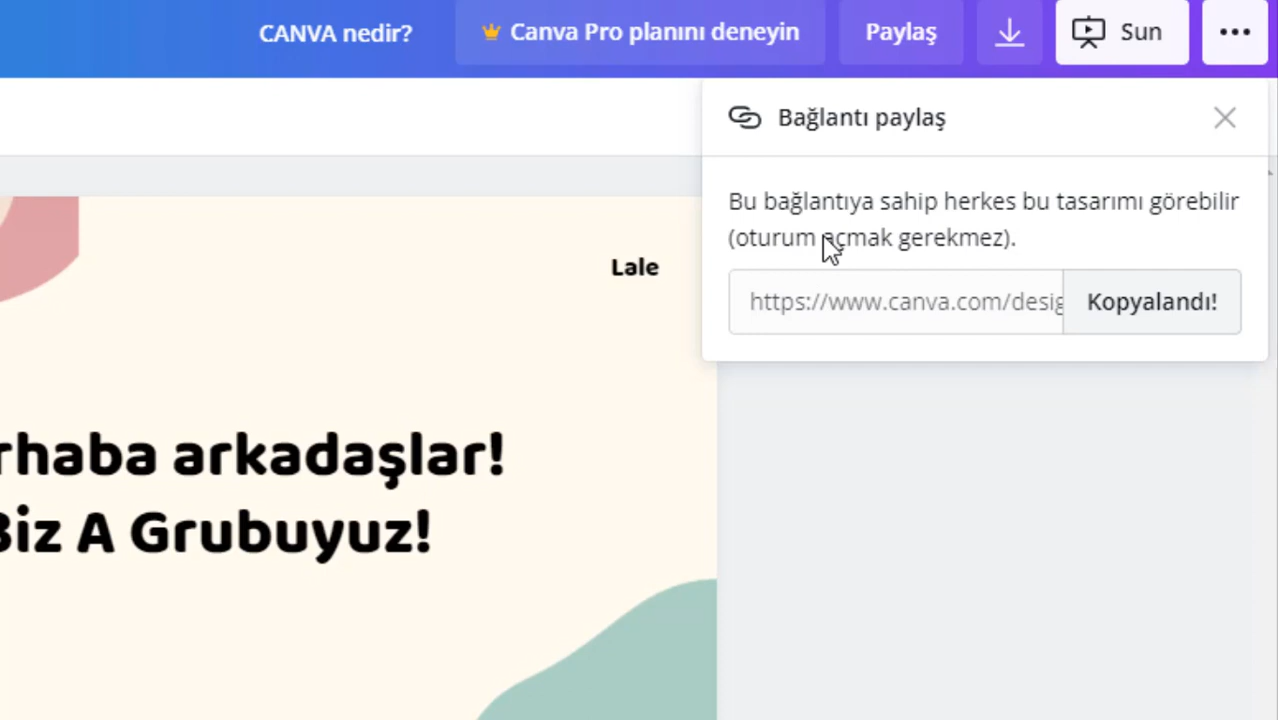 CANVA nedir?
Canva Pro planını deneyin
Paylaş
Sun
Bağlantı paylaş
Bu bağlantıya sahip herkes bu tasarımı görebilir
(oturum açmak gerekmez).
https://www.canva.com/desig
Kopyalandı!
Lale
rhaba arkadaşlar!
Biz A Grubuyuz!